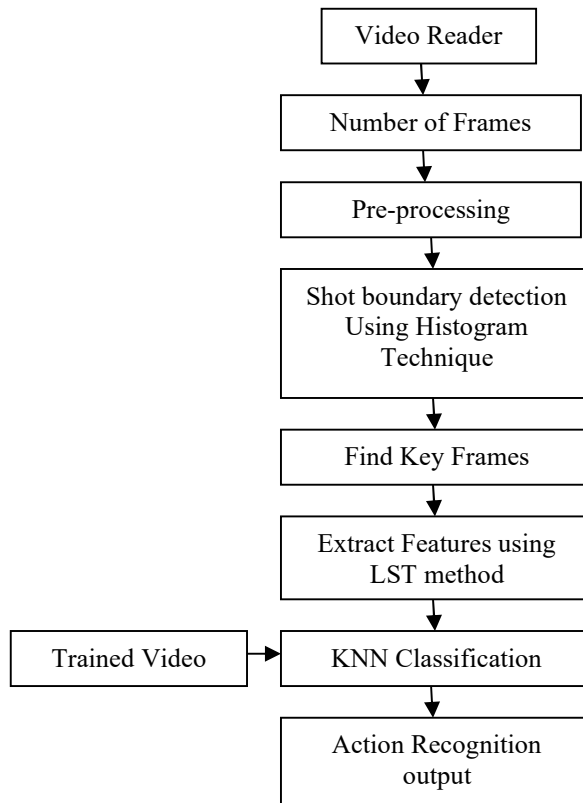 Video Reader
Number of Frames
Pre-processing
Shot boundary detection
Using Histogram
Technique
Find Key Frames
Extract Features using
LST method
Trained Video
KNN Classification
Action Recognition
output